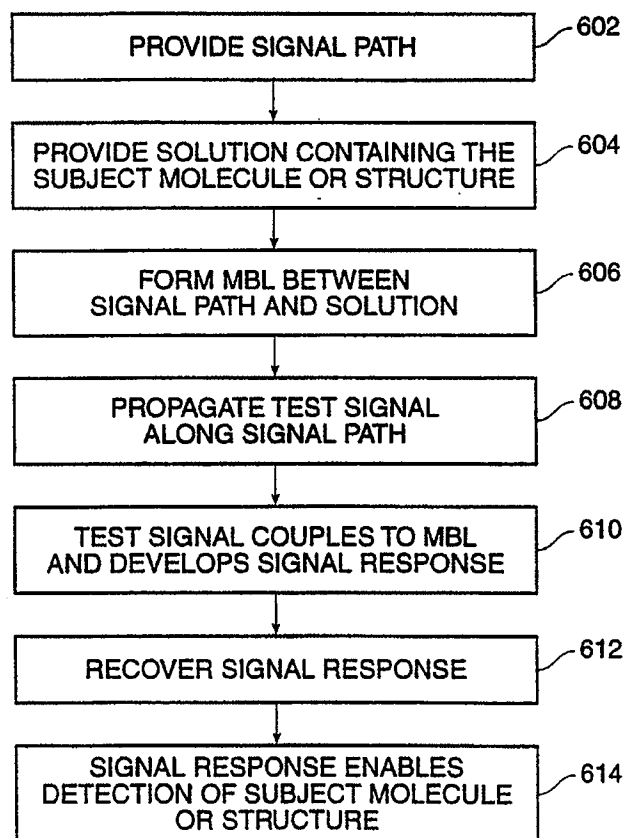 PROVIDE SIGNAL PATH
602
PROVIDE SOLUTION CONTAINING THE
SUBJECT MOLECULE OR STRUCTURE
604
FORM MBL BETWEEN
SIGNAL PATH AND SOLUTION
606
PROPAGATE TEST SIGNAL
ALONG SIGNAL PATH
608
TEST SIGNAL COUPLES TO MBL
AND DEVELOPS SIGNAL RESPONSE
610
RECOVER SIGNAL RESPONSE
612
SIGNAL RESPONSE ENABLES
DETECTION OF SUBJECT MOLECULE
OR STRUCTURE
614